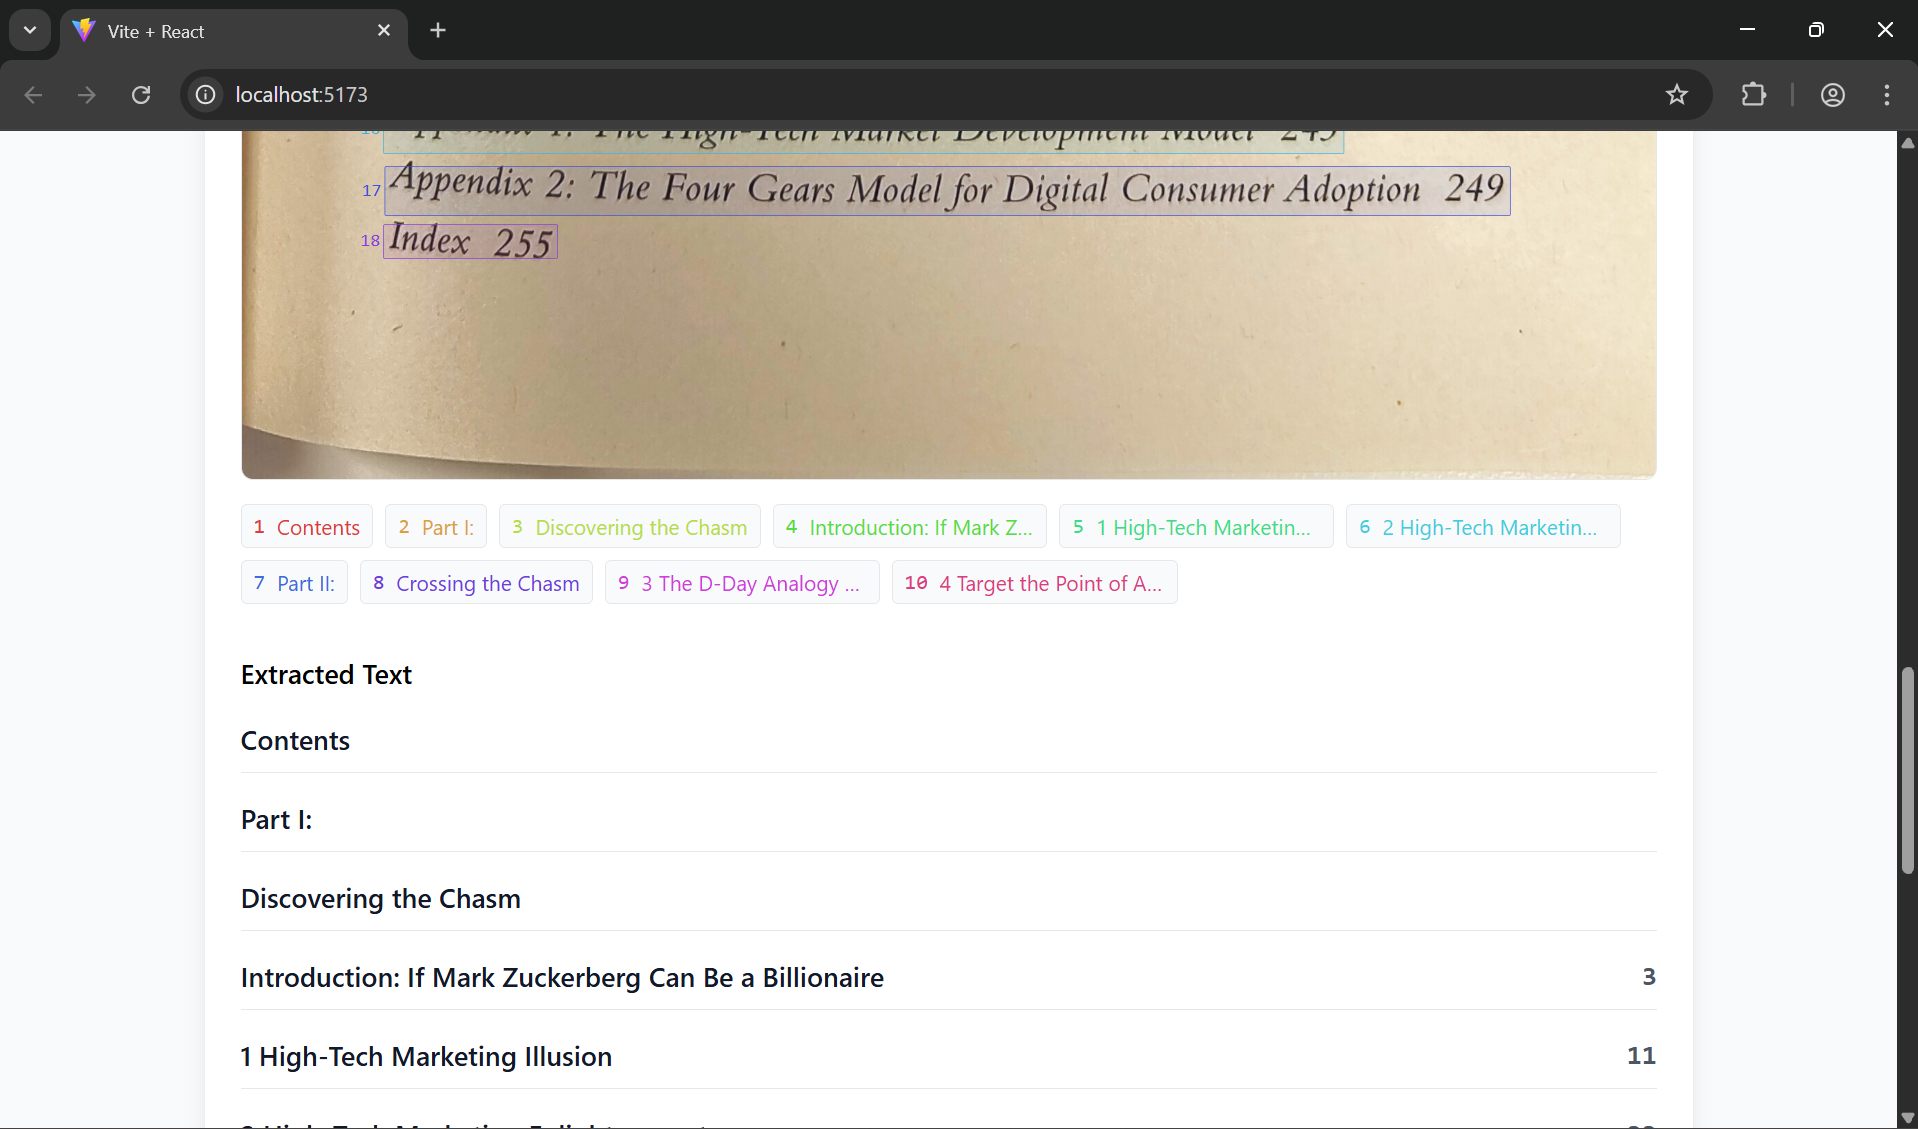 Vite + React
localhost:5173
16 Appendix 1: The High-Tech Market Development Model 243
17 Appendix 2: The Four Gears Model for Digital Consumer Adoption 249
18 Index 255
1 Contents
2 Part I:
3 Discovering the Chasm
4 Introduction: If Mark Z...
5 1 High-Tech Marketin...
6 2 High-Tech Marketin...
7 Part II:
8 Crossing the Chasm
9 3 The D-Day Analogy ...
10 4 Target the Point of A...
Extracted Text
Contents
Part I:
Discovering the Chasm
Introduction: If Mark Zuckerberg Can Be a Billionaire 3
1 High-Tech Marketing Illusion 11